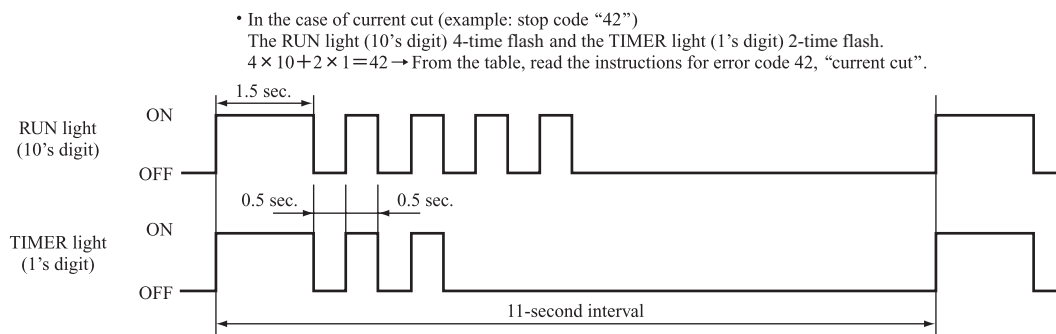 • In the case of current cut (example: stop code “42”)
The RUN light (10’s digit) 4-time flash and the TIMER light (1’s digit) 2-time flash.
4 × 10＋2 × 1＝42 → From the table, read the instructions for error code 42, “current cut”.
1.5 sec.
RUN light
(10’s digit)
ON
OFF
0.5 sec.
0.5 sec.
TIMER light
(1’s digit)
ON
OFF
11-second interval